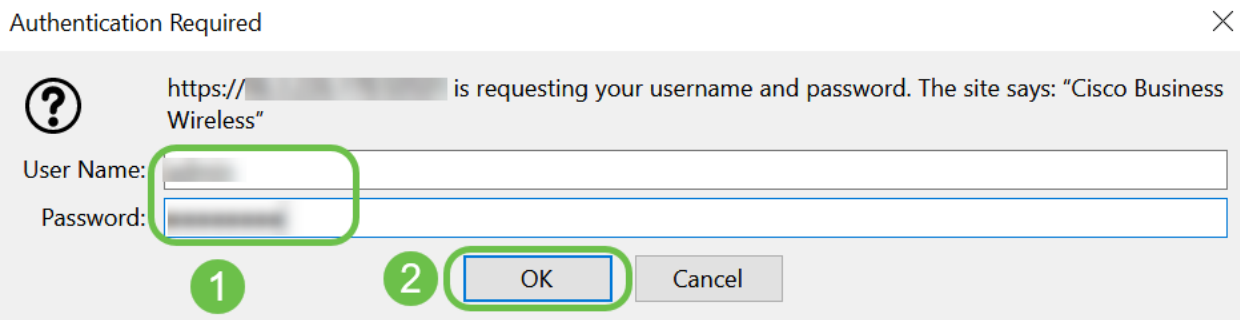 Authentication Required
https:// is requesting your username and password. The site says: “Cisco Business
Wireless”
User Name:
Password:
1
2
OK
Cancel